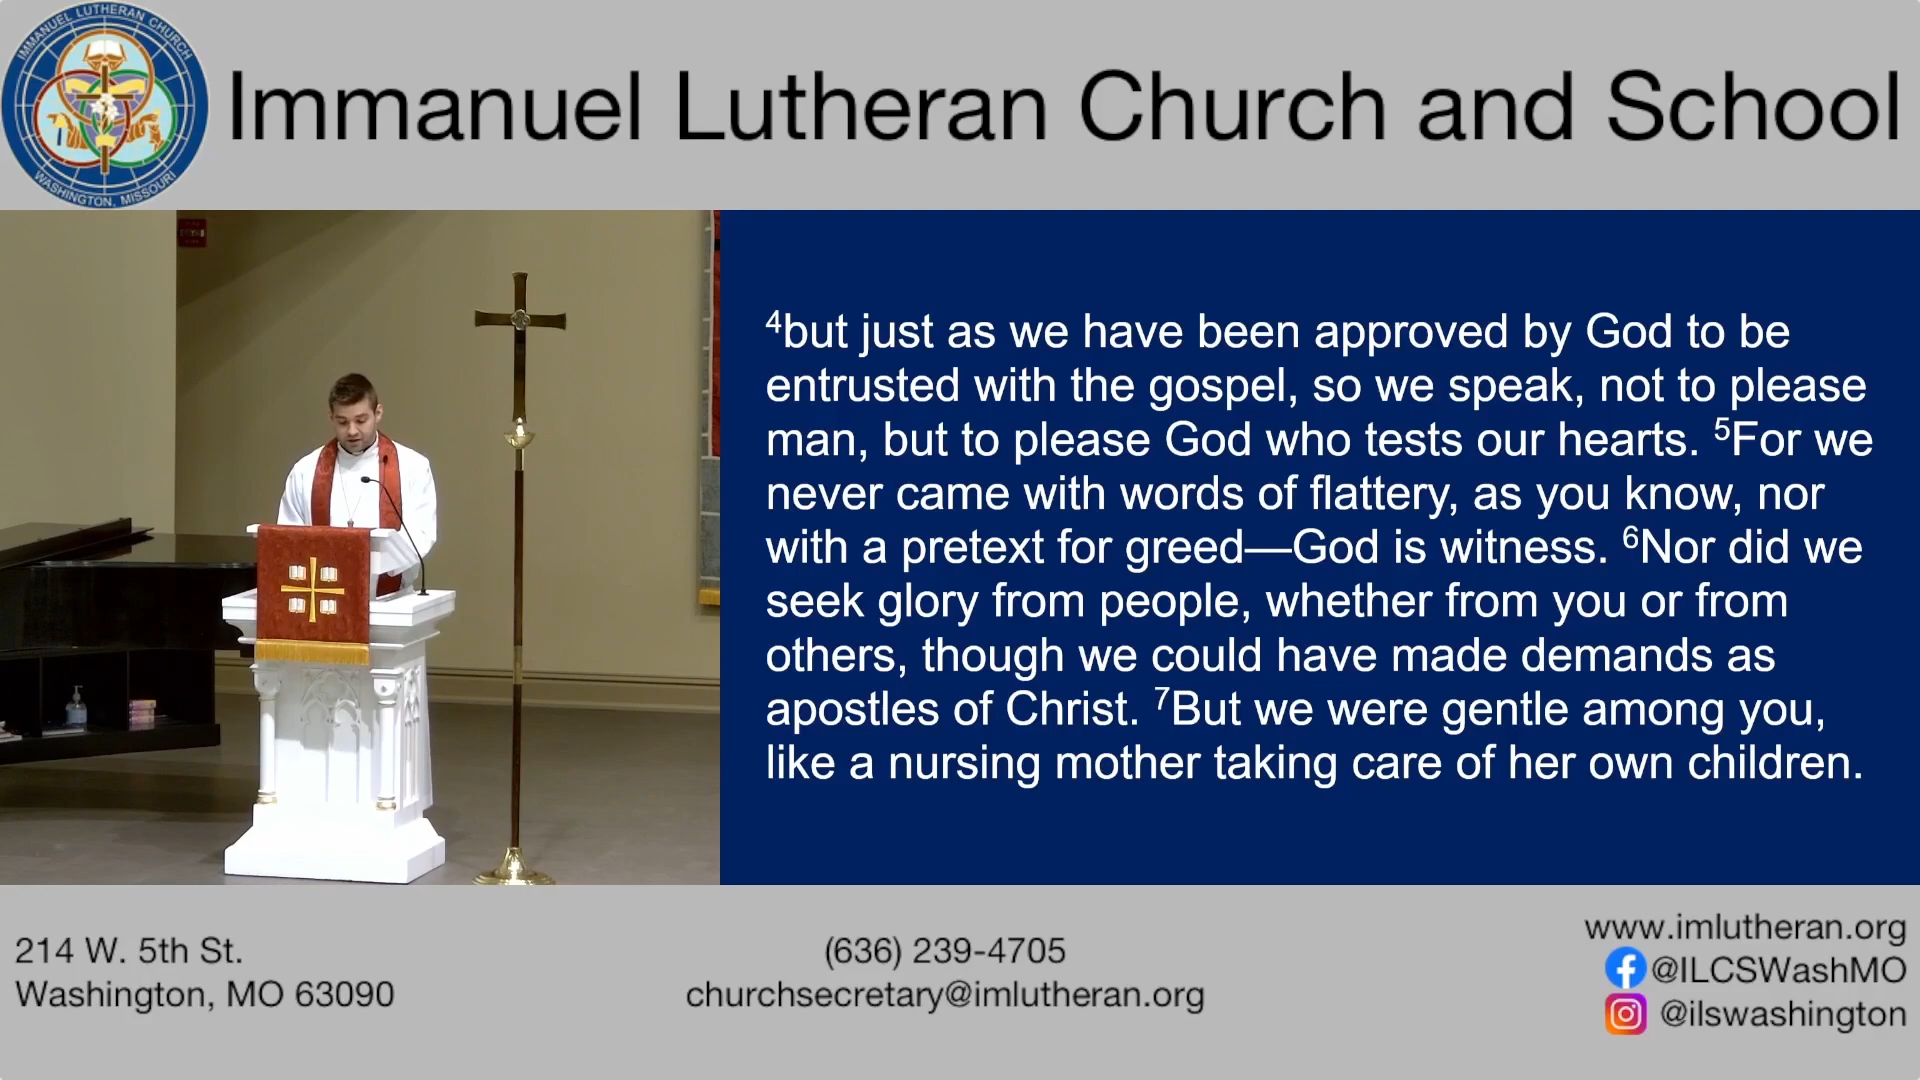 IMMANUEL LUTHERAN CHURCH
WASHINGTON, MISSOURI
Immanuel Lutheran Church and School
⁴but just as we have been approved by God to be
entrusted with the gospel, so we speak, not to please
man, but to please God who tests our hearts. ⁵For we
never came with words of flattery, as you know, nor
with a pretext for greed—God is witness. ⁶Nor did we
seek glory from people, whether from you or from
others, though we could have made demands as
apostles of Christ. ⁷But we were gentle among you,
like a nursing mother taking care of her own children.
214 W. 5th St.
Washington, MO 63090
(636) 239-4705
churchsecretary@imlutheran.org
www.imlutheran.org
@ILCSWashMO
@ilswashington